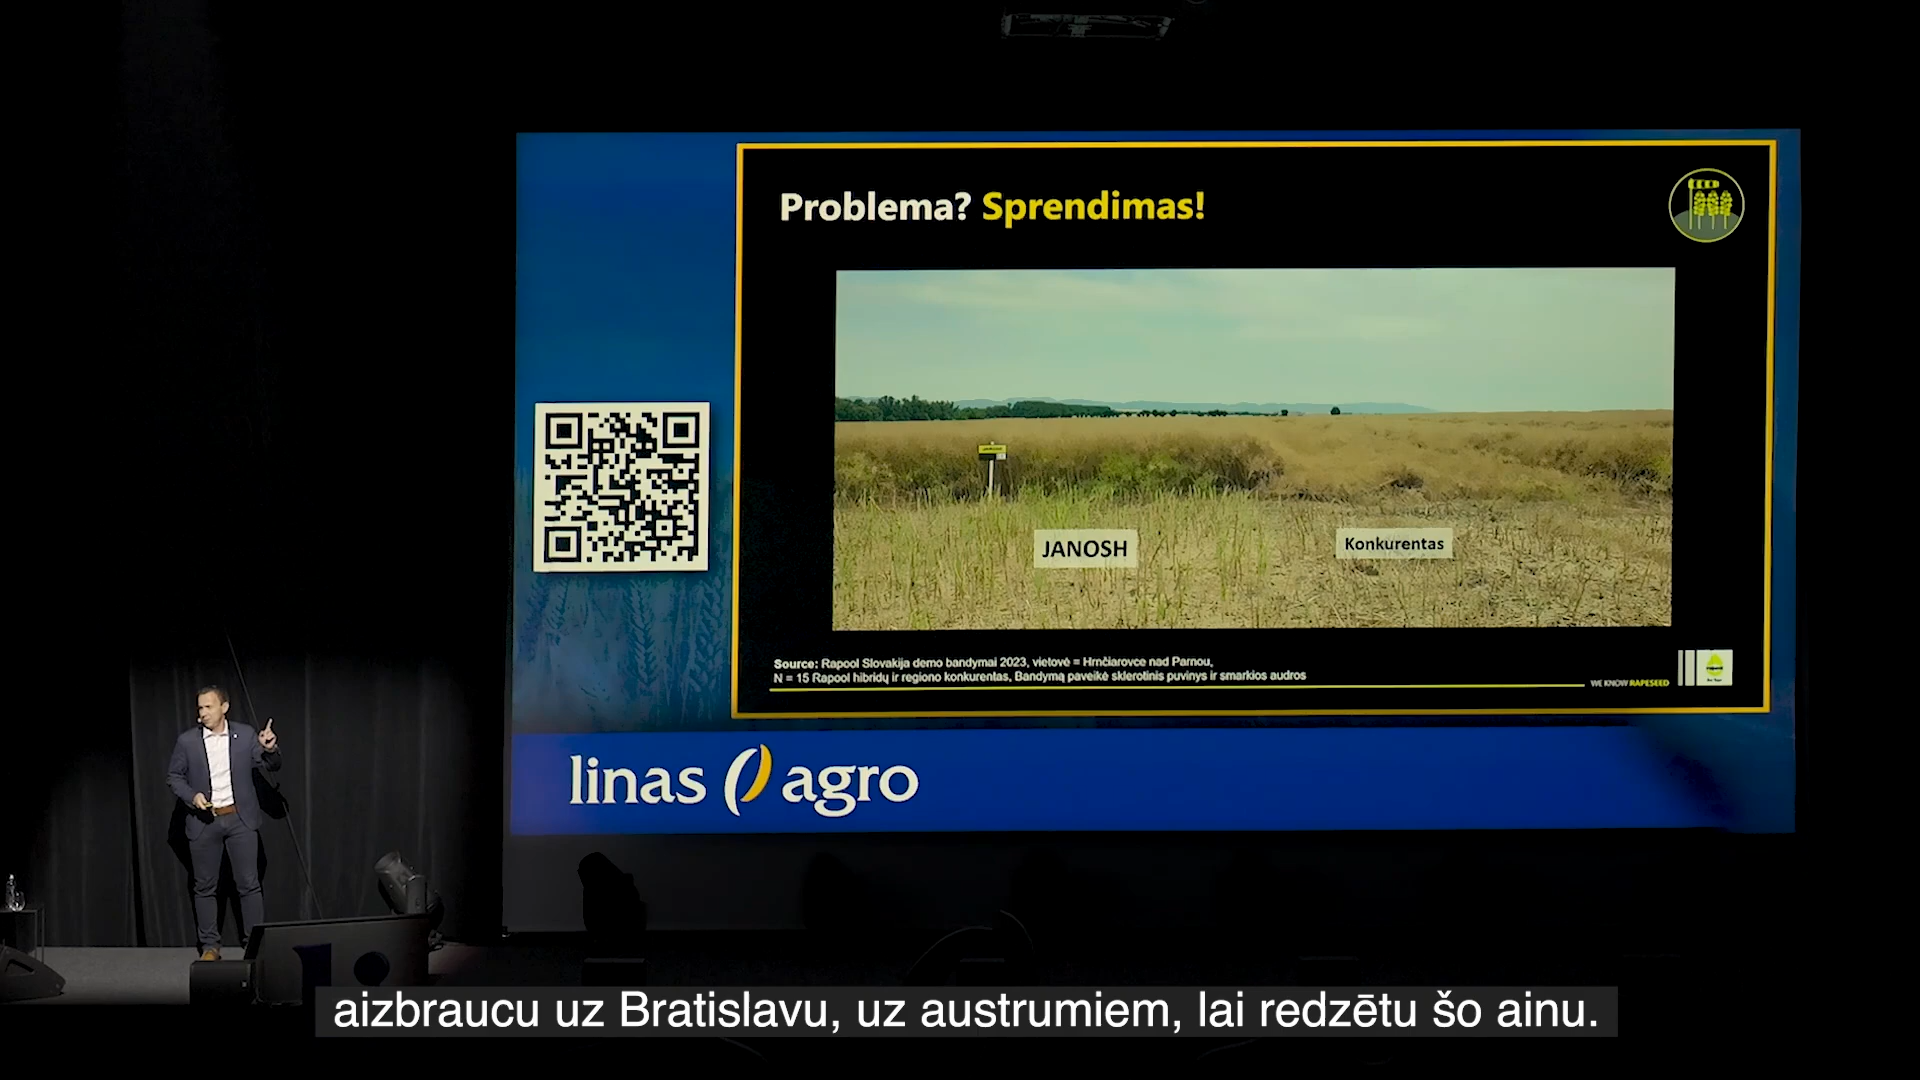 Problema? Sprendimas!
JANOSH
JANOSH
Konkurentas
Source: Rapool Slovakija demo bandymai 2023, vietovė = Hrnčiarovce nad Parnou,
N = 15 Rapool hibridų ir regiono konkurentas, Bandymą paveikė sklerotinis puvinys ir smarkios audros
WE KNOW RAPESEED
linas agro
aizbraucu uz Bratislavu, uz austrumiem, lai redzētu šo ainu.